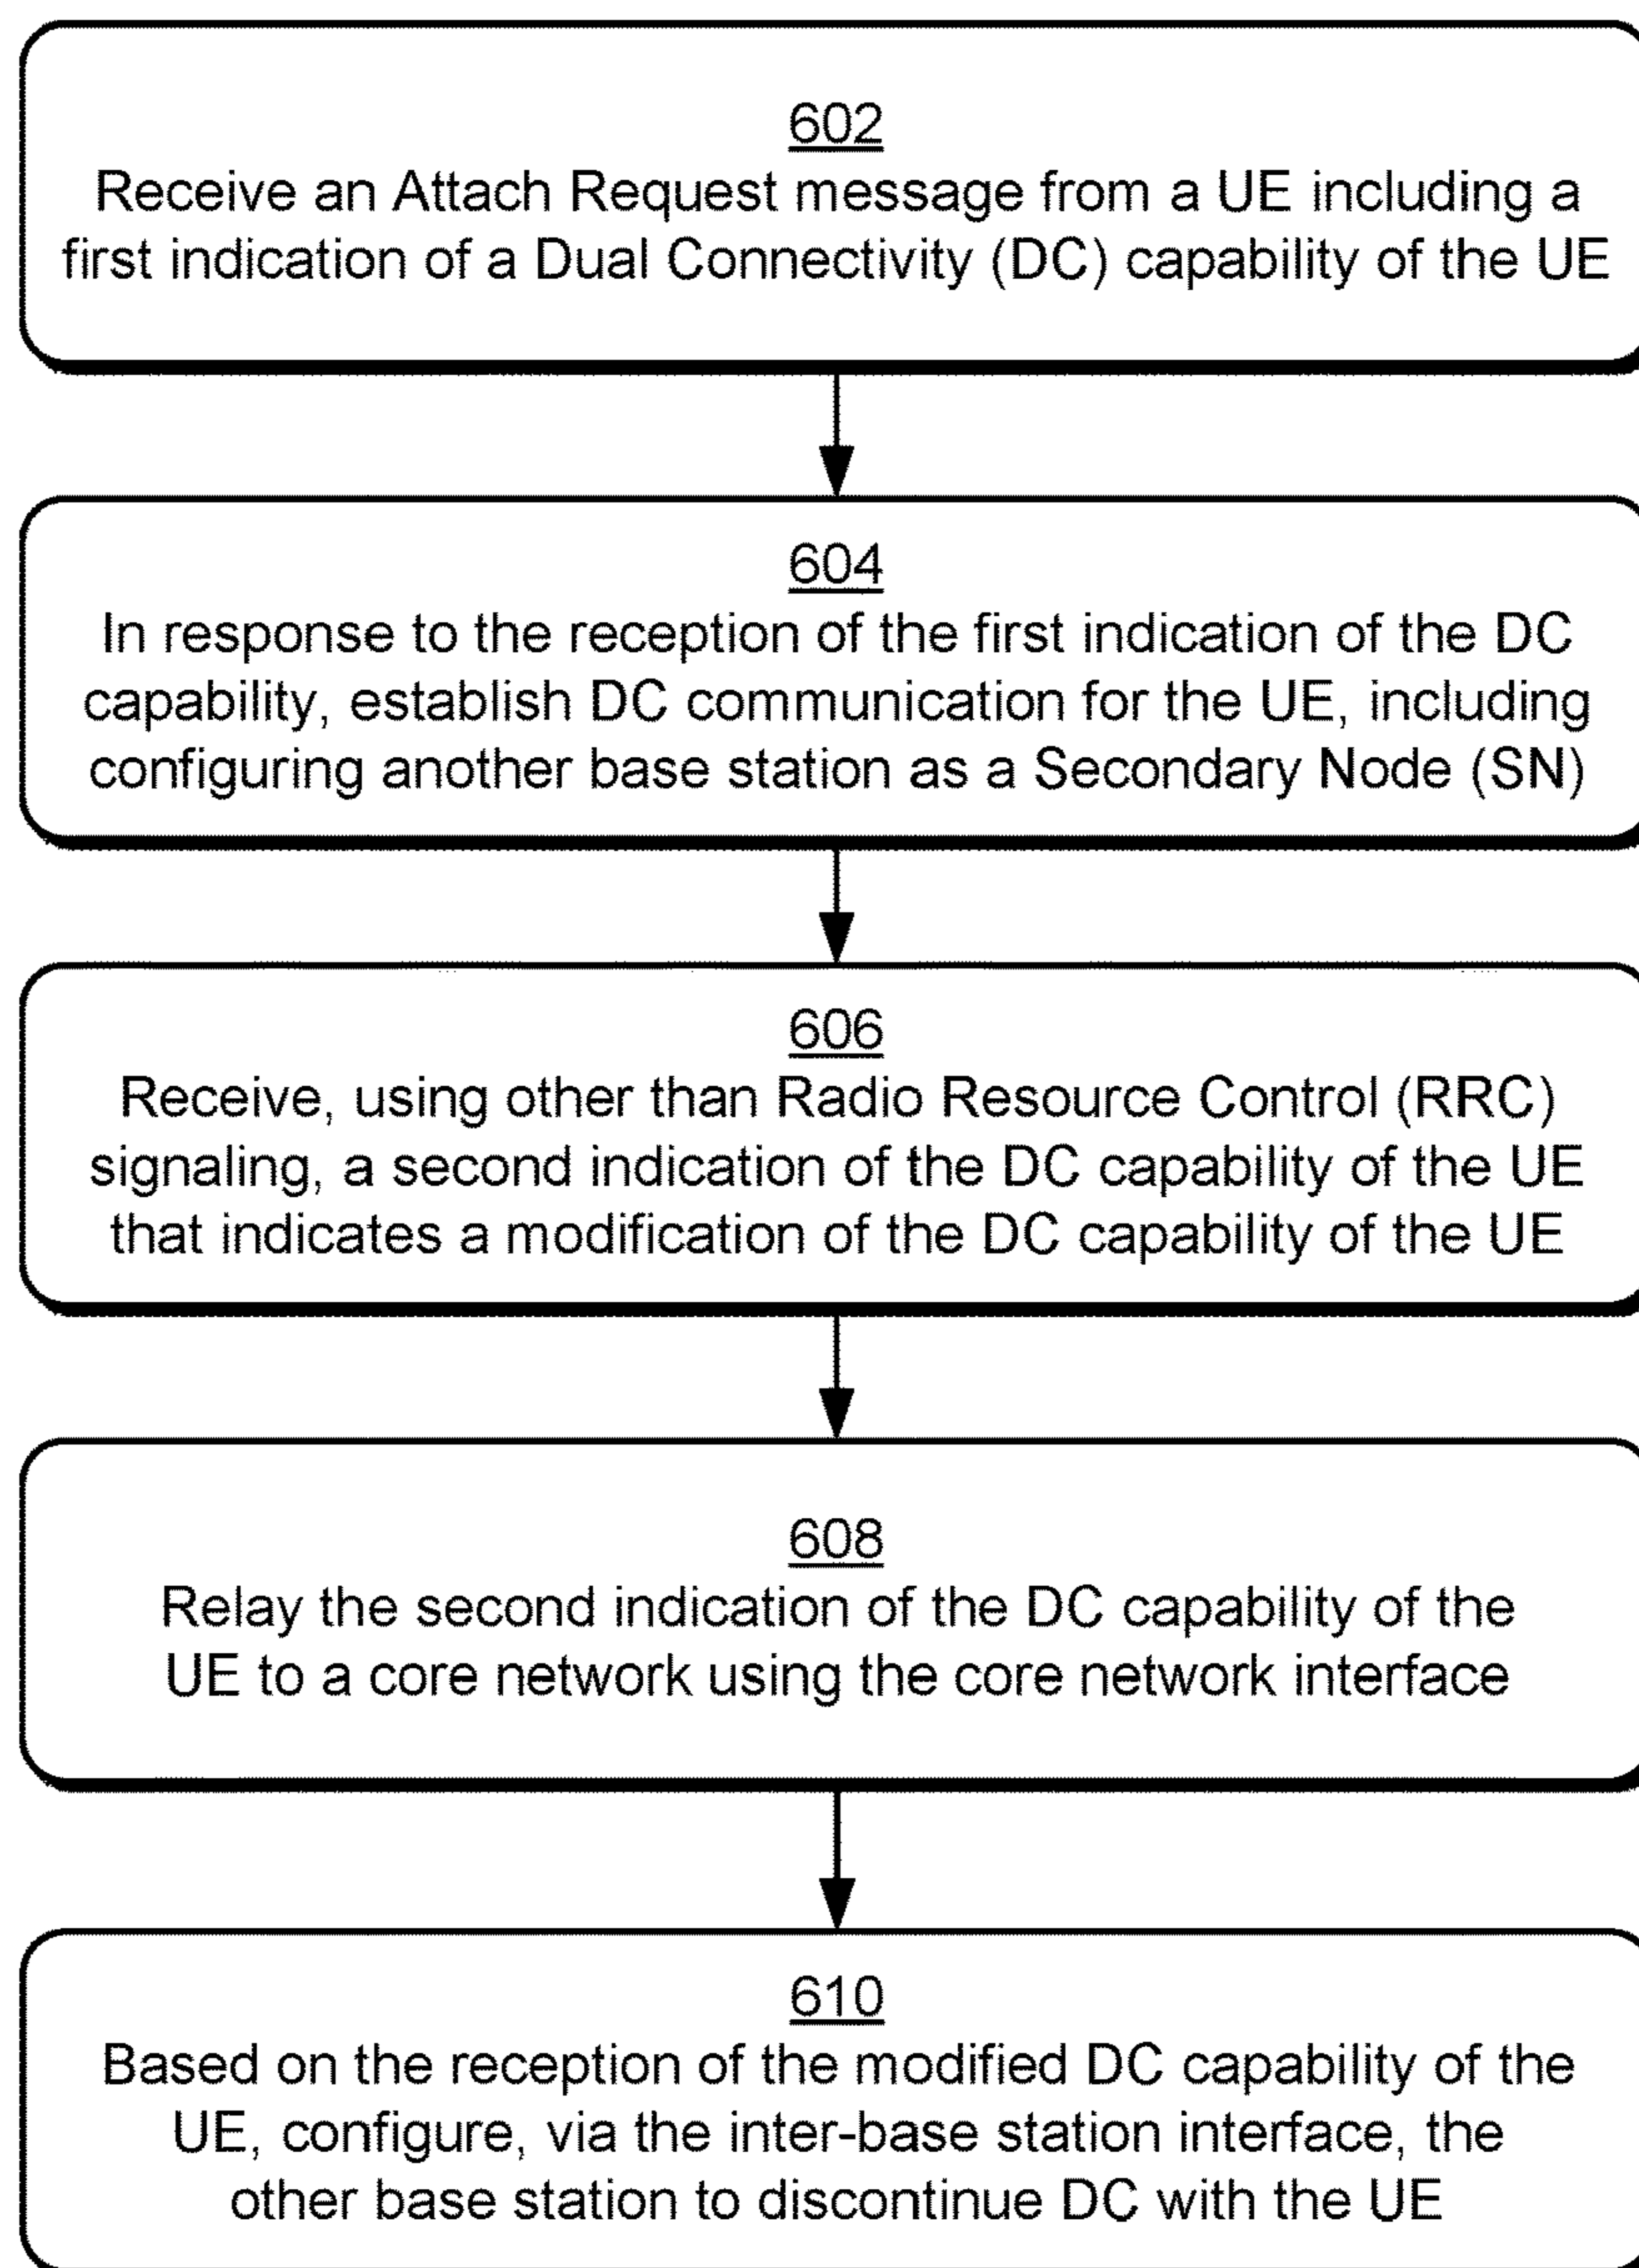 602
Receive an Attach Request message from a UE including a
first indication of a Dual Connectivity (DC) capability of the UE
604
In response to the reception of the first indication of the DC
capability, establish DC communication for the UE, including
configuring another base station as a Secondary Node (SN)
606
Receive, using other than Radio Resource Control (RRC)
signaling, a second indication of the DC capability of the UE
that indicates a modification of the DC capability of the UE
608
Relay the second indication of the DC capability of the
UE to a core network using the core network interface
610
Based on the reception of the modified DC capability of the
UE, configure, via the inter-base station interface, the
other base station to discontinue DC with the UE